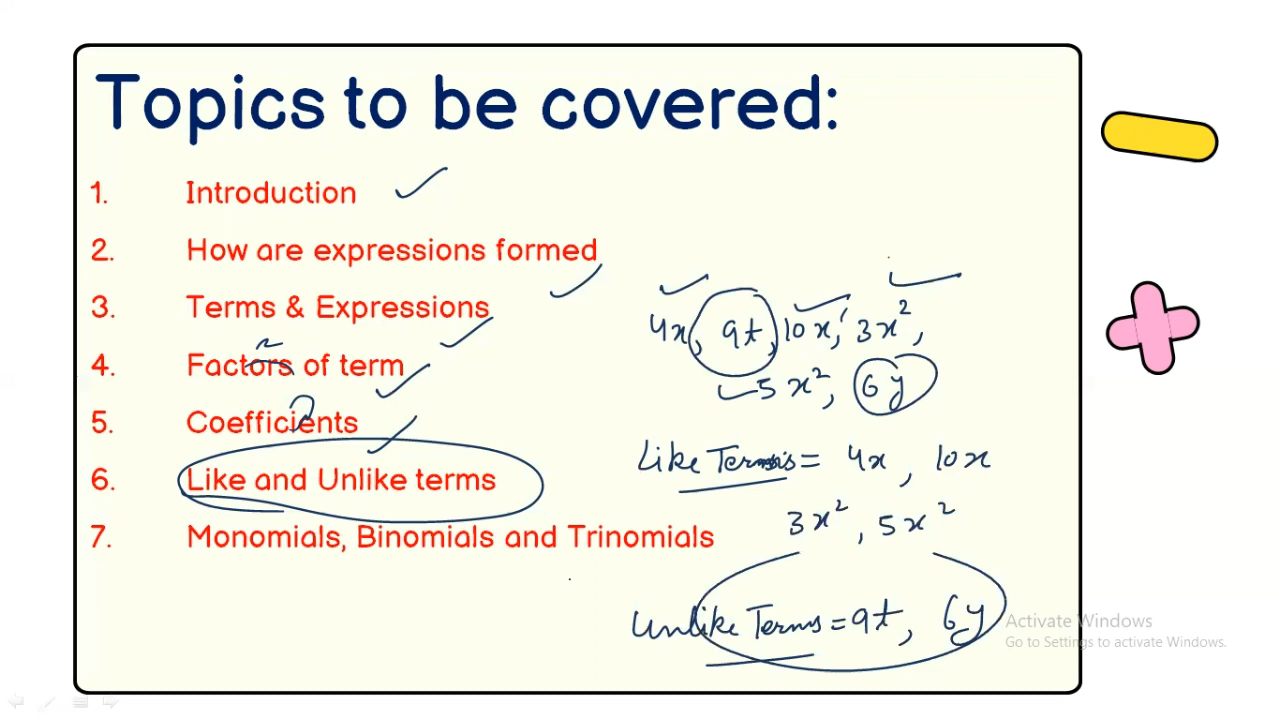 Topics to be covered:
1. Introduction
2. How are expressions formed
3. Terms & Expressions
4. Factors of term
5. Coefficients
6. Like and Unlike terms
7. Monomials, Binomials and Trinomials
4x, 9t, 10x, 3x²,
5x², 6y
Like Terms = 4x, 10x
3x², 5x²
Unlike Terms = 9t, 6y
Activate Windows
Go to Settings to activate Windows.